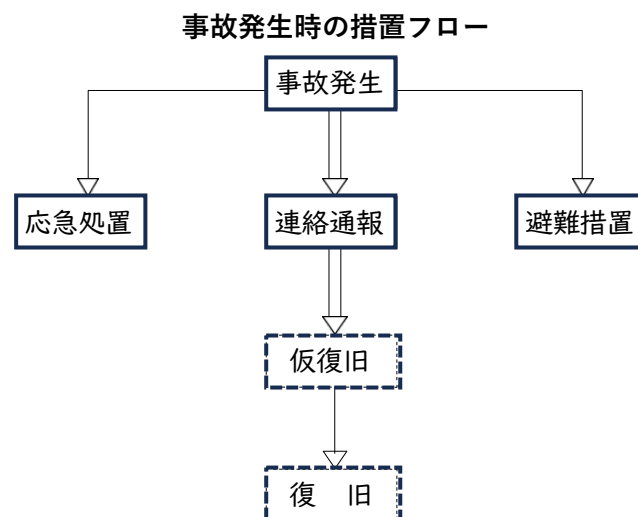 事故発生時の措置フロー
事故発生
応急処置
連絡通報
避難措置
仮復旧
復　旧